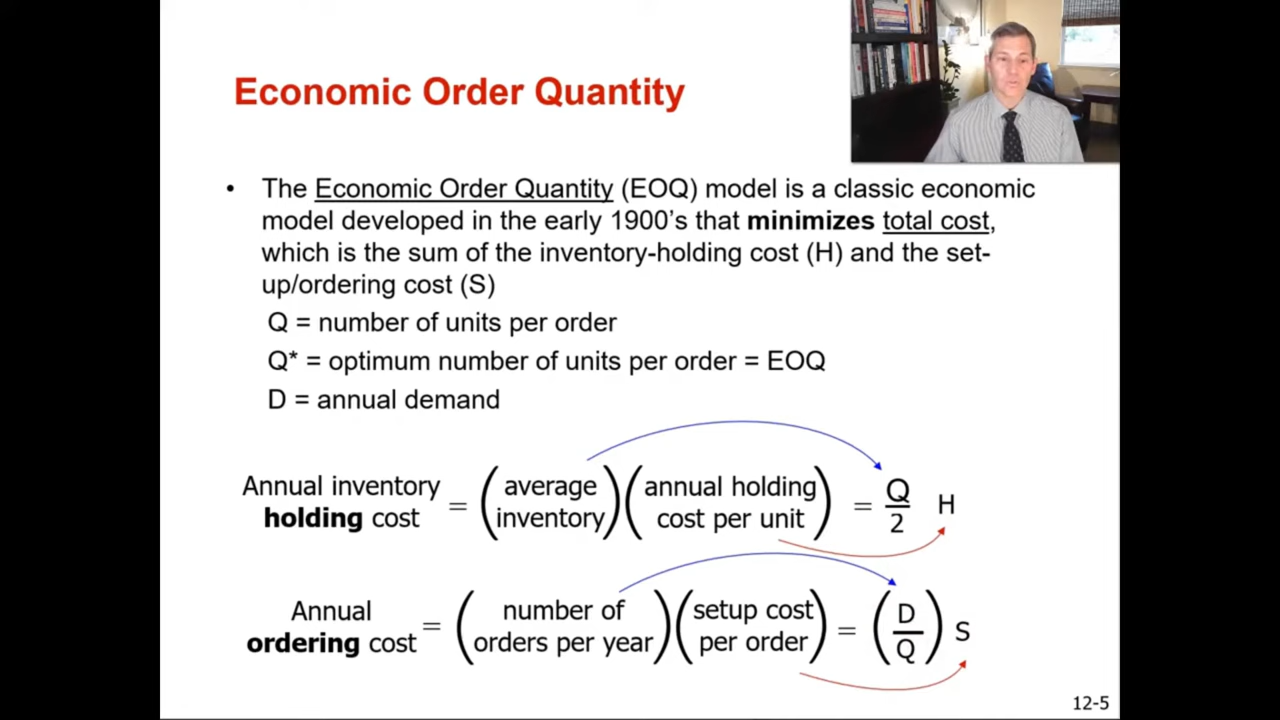 Economic Order Quantity
• The Economic Order Quantity (EOQ) model is a classic economic
model developed in the early 1900's that minimizes total cost,
which is the sum of the inventory-holding cost (H) and the set-
up/ordering cost (S)
Q = number of units per order
Q* = optimum number of units per order = EOQ
D = annual demand
Annual inventory holding cost = (average inventory) (annual holding cost per unit) = Q/2 H
Annual ordering cost = (number of orders per year) (setup cost per order) = (D/Q) S
12-5